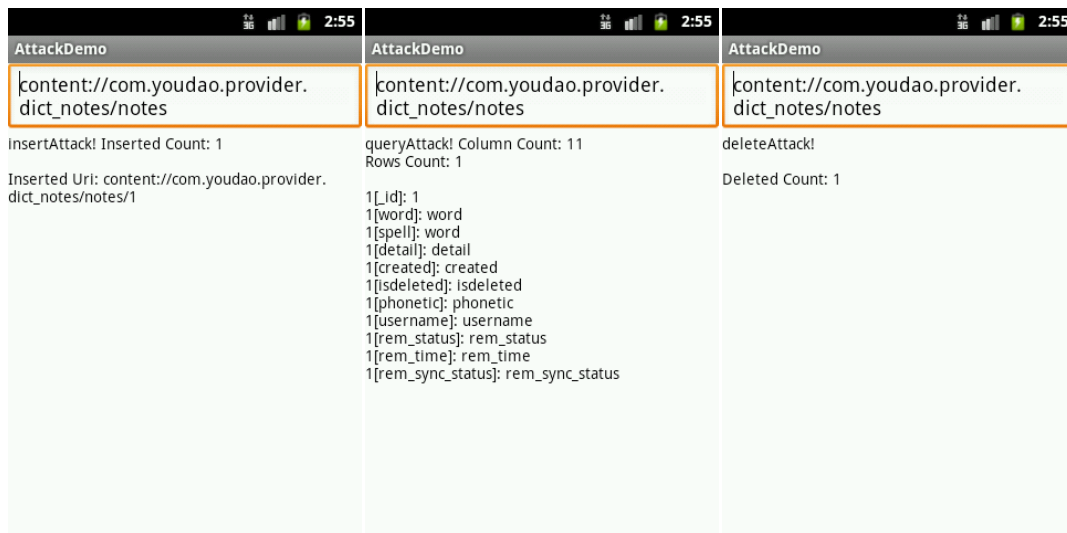 3G 2:55
AttackDemo
content://com.youdao.provider.
dict_notes/notes
insertAttack! Inserted Count: 1
Inserted Uri: content://com.youdao.provider.
dict_notes/notes/1
3G 2:55
AttackDemo
content://com.youdao.provider.
dict_notes/notes
queryAttack! Column Count: 11
Rows Count: 1
1[_id]: 1
1[word]: word
1[spell]: word
1[detail]: detail
1[created]: created
1[isdeleted]: isdeleted
1[phonetic]: phonetic
1[username]: username
1[rem_status]: rem_status
1[rem_time]: rem_time
1[rem_sync_status]: rem_sync_status
3G 2:55
AttackDemo
content://com.youdao.provider.
dict_notes/notes
deleteAttack!
Deleted Count: 1